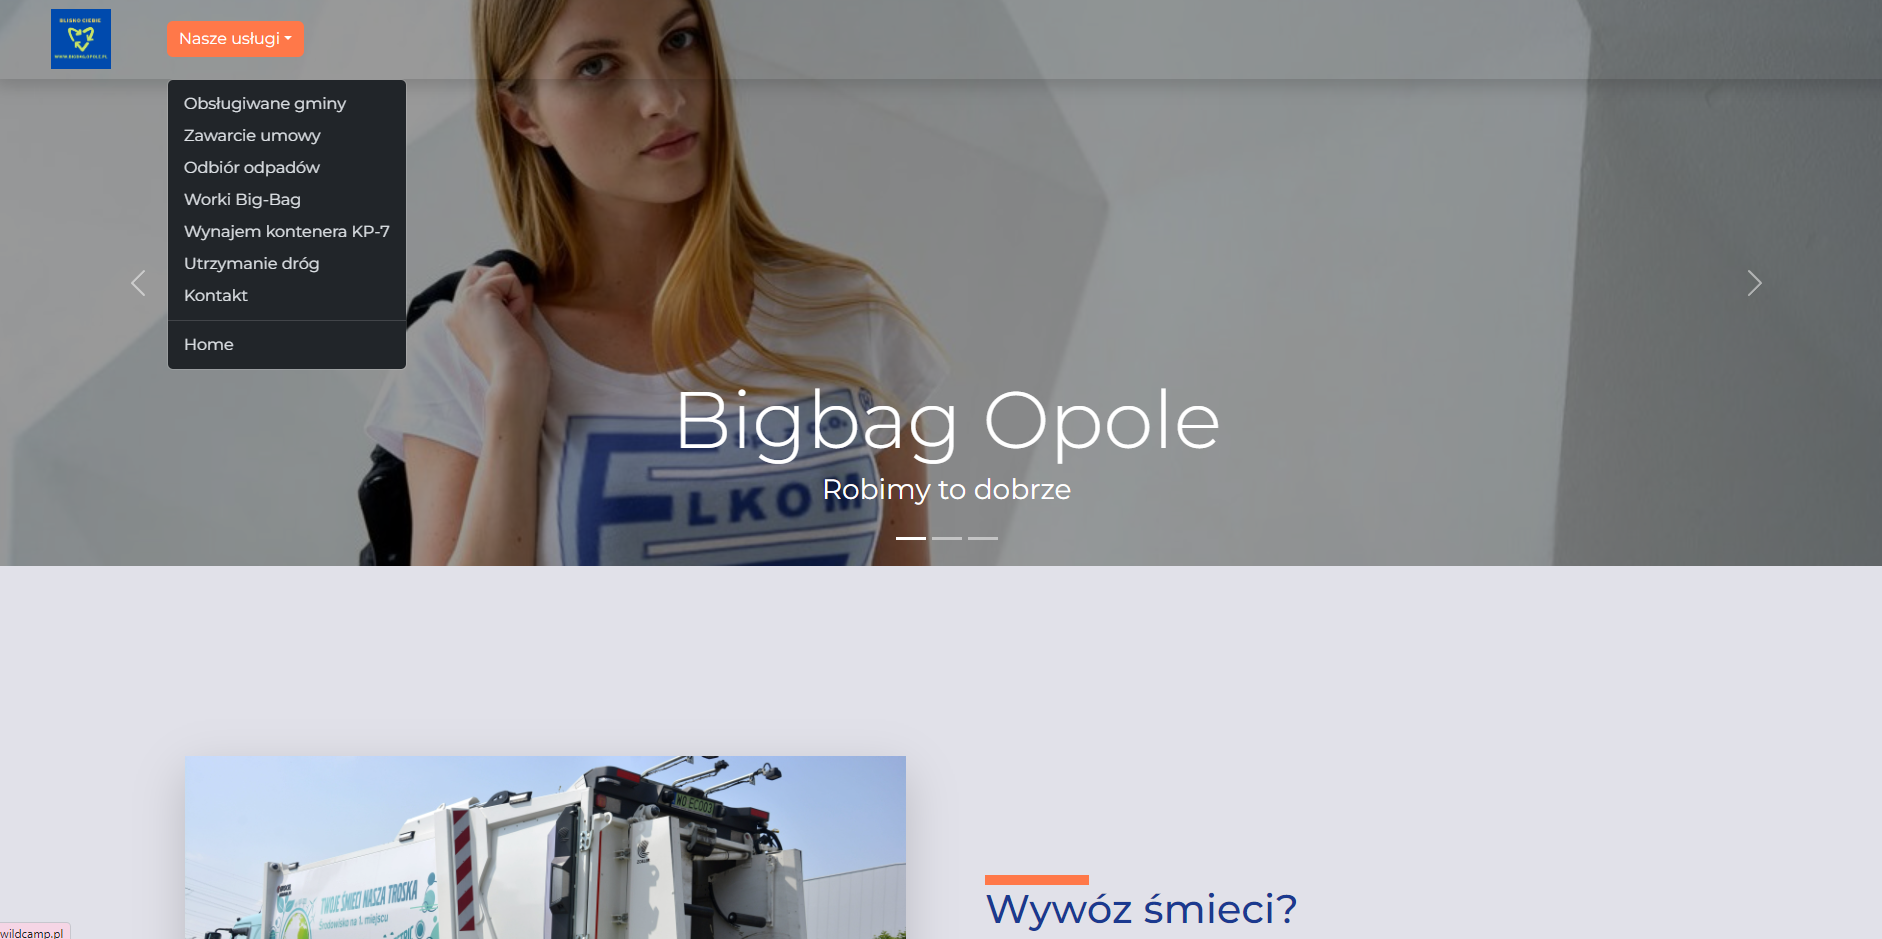 BLISKO CIEBIE
WWW.BIGBAGOPOLE.PL
Nasze usługi
Obsługiwane gminy
Zawarcie umowy
Odbiór odpadów
Worki Big-Bag
Wynajem kontenera KP-7
Utrzymanie dróg
Kontakt
Home
Bigbag Opole
Robimy to dobrze
ELKOM
TWOJE ŚMIECI NASZA TROSKA
Środowisko na 1. miejscu
Wywóz śmieci?
wildcamp.pl